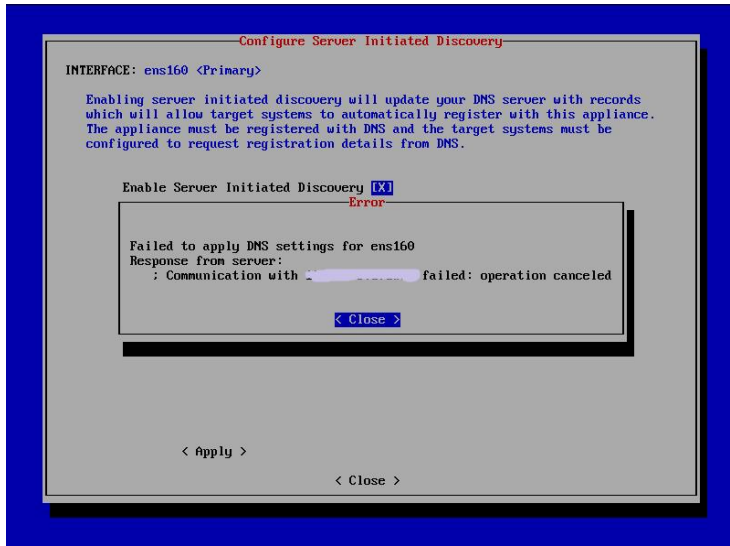 Configure Server Initiated Discovery
INTERFACE: ens160 <Primary>
Enabling server initiated discovery will update your DNS server with records
which will allow target systems to automatically register with this appliance.
The appliance must be registered with DNS and the target systems must be
configured to request registration details from DNS.
Enable Server Initiated Discovery [X]
Error
Failed to apply DNS settings for ens160
Response from server:
; Communication with failed: operation canceled
< Close >
< Apply >
< Close >